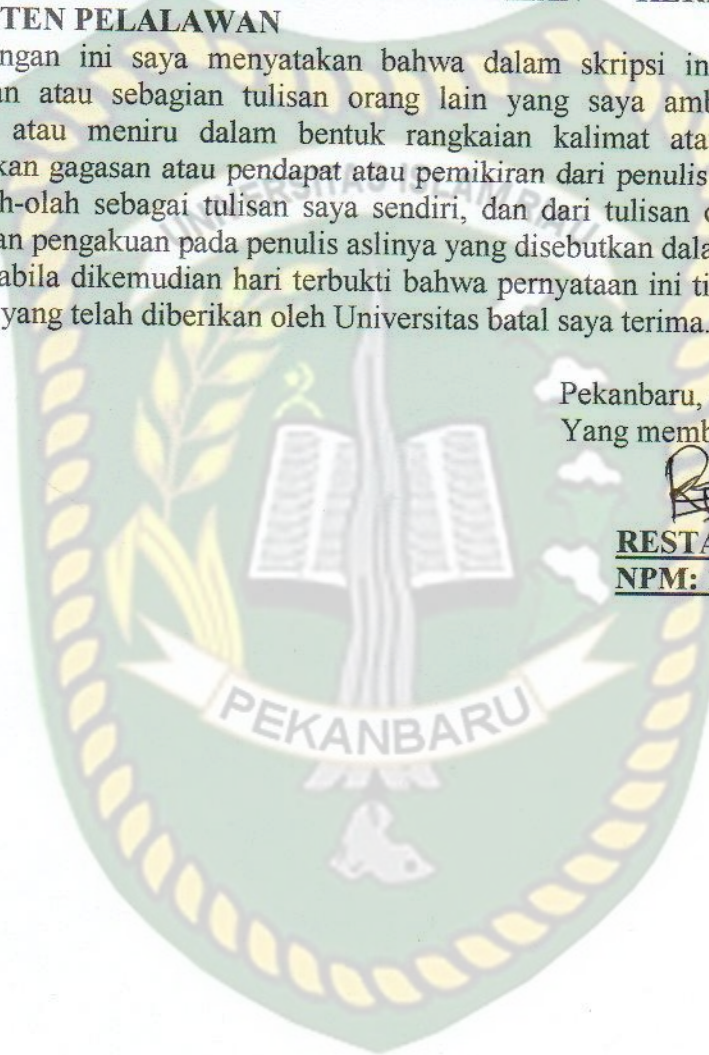 TEN PELALAWAN
ngan ini saya menyatakan bahwa dalam skripsi in
n atau sebagian tulisan orang lain yang saya amb
atau meniru dalam bentuk rangkaian kalimat ata
kan gagasan atau pendapat atau pemikiran dari penulis
h-olah sebagai tulisan saya sendiri, dan dari tulisan
an pengakuan pada penulis aslinya yang disebutkan dala
abila dikemudian hari terbukti bahwa pernyataan ini ti
yang telah diberikan oleh Universitas batal saya terima.
UNIVERSITAS ISLAM RIAU
Pekanbaru,
Yang memb
RESTA
NPM:
PEKANBARU